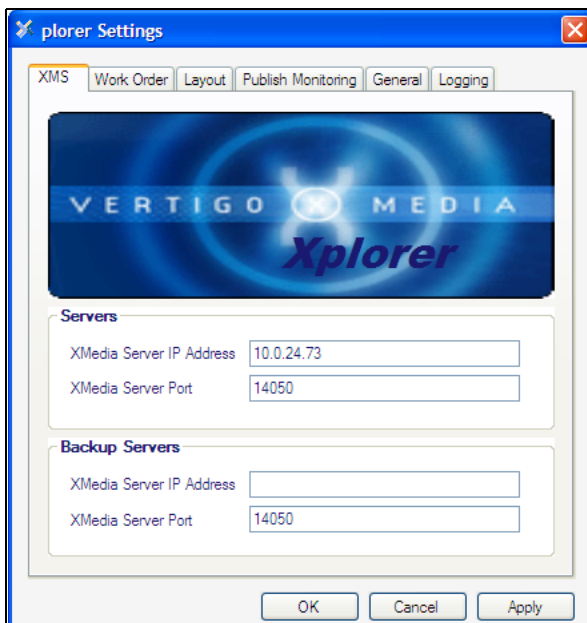 plorer Settings
XMS Work Order Layout Publish Monitoring General Logging
VERTIGO X MEDIA
Xplorer
Servers
XMedia Server IP Address 10.0.24.73
XMedia Server Port 14050
Backup Servers
XMedia Server IP Address
XMedia Server Port 14050
OK Cancel Apply